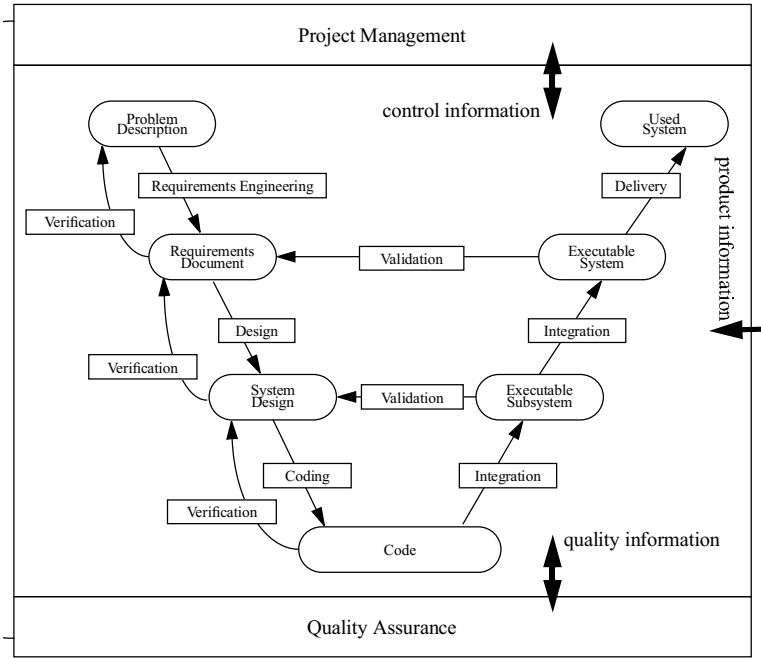 Project Management
control information
Problem
Description
Used
System
Requirements Engineering
Delivery
product information
Verification
Requirements
Document
Validation
Executable
System
Design
Integration
Verification
System
Design
Validation
Executable
Subsystem
Coding
Integration
Verification
Code
quality information
Quality Assurance